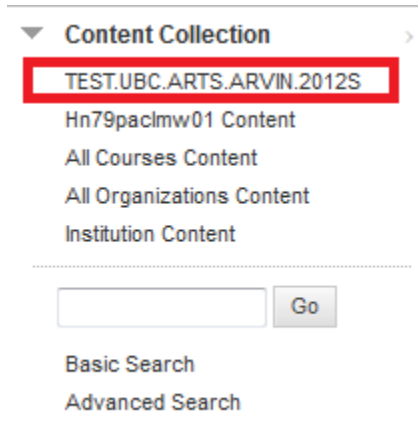 Content Collection
TEST.UBC.ARTS.ARVIN.2012S
Hn79paclmw01 Content
All Courses Content
All Organizations Content
Institution Content
Go
Basic Search
Advanced Search